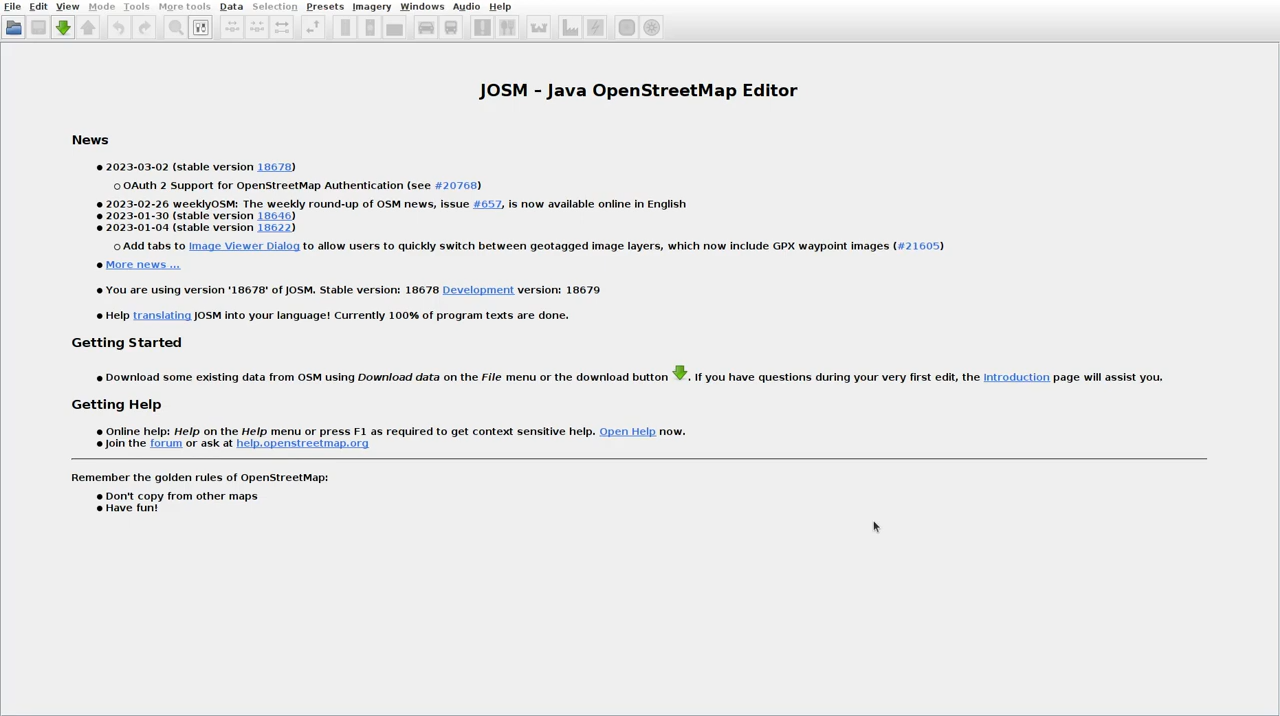 File Edit View Mode Tools More tools Data Selection Presets Imagery Windows Audio Help
JOSM – Java OpenStreetMap Editor
News
2023-03-02 (stable version 18678)
OAuth 2 Support for OpenStreetMap Authentication (see #20768)
2023-02-26 weeklyOSM: The weekly round-up of OSM news, issue #657, is now available online in English
2023-01-30 (stable version 18646)
2023-01-04 (stable version 18622)
Add tabs to Image Viewer Dialog to allow users to quickly switch between geotagged image layers, which now include GPX waypoint images (#21605)
More news ...
You are using version '18678' of JOSM. Stable version: 18678 Development version: 18679
Help translating JOSM into your language! Currently 100% of program texts are done.
Getting Started
Download some existing data from OSM using Download data on the File menu or the download button . If you have questions during your very first edit, the Introduction page will assist you.
Getting Help
Online help: Help on the Help menu or press F1 as required to get context sensitive help. Open Help now.
Join the forum or ask at help.openstreetmap.org
Remember the golden rules of OpenStreetMap:
Don't copy from other maps
Have fun!